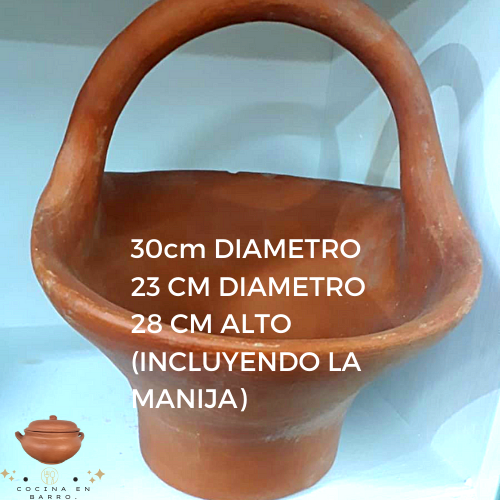 30cm DIAMETRO
23 CM DIAMETRO
28 CM ALTO
(INCLUYENDO LA
MANIJA)
COCINA EN
BARRO.